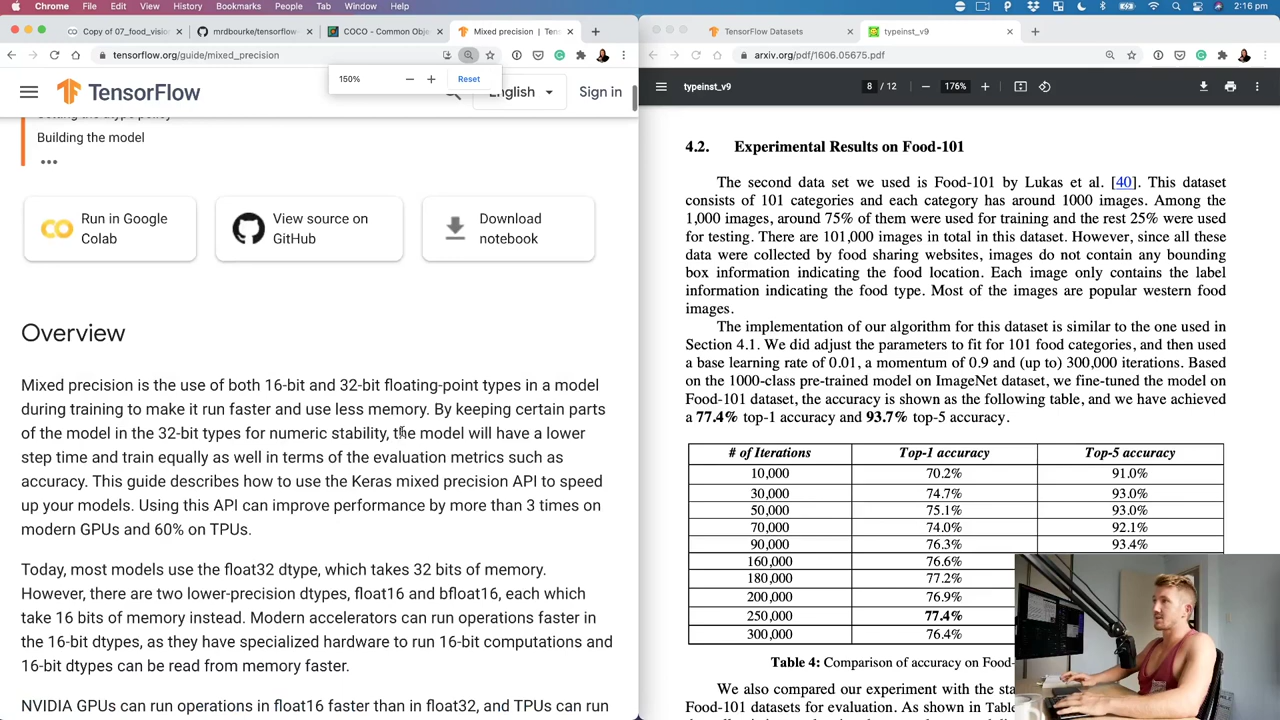 Chrome File Edit View History Bookmarks People Tab Window Help
2:16 pm
Copy of 07_food_visio
mrdbourke/tensorflow-
COCO - Common Obje
Mixed precision | Tens
tensorflow.org/guide/mixed_precision
150%
Reset
TensorFlow
English
Sign in
Building the model
Run in Google
Colab
View source on
GitHub
Download
notebook
Overview
Mixed precision is the use of both 16-bit and 32-bit floating-point types in a model
during training to make it run faster and use less memory. By keeping certain parts
of the model in the 32-bit types for numeric stability, the model will have a lower
step time and train equally as well in terms of the evaluation metrics such as
accuracy. This guide describes how to use the Keras mixed precision API to speed
up your models. Using this API can improve performance by more than 3 times on
modern GPUs and 60% on TPUs.
Today, most models use the float32 dtype, which takes 32 bits of memory.
However, there are two lower-precision dtypes, float16 and bfloat16, each which
take 16 bits of memory instead. Modern accelerators can run operations faster in
the 16-bit dtypes, as they have specialized hardware to run 16-bit computations and
16-bit dtypes can be read from memory faster.
NVIDIA GPUs can run operations in float16 faster than in float32, and TPUs can run
TensorFlow Datasets
typeinst_v9
arxiv.org/pdf/1606.05675.pdf
typeinst_v9
8 / 12
176%
4.2. Experimental Results on Food-101
The second data set we used is Food-101 by Lukas et al. [40]. This dataset
consists of 101 categories and each category has around 1000 images. Among the
1,000 images, around 75% of them were used for training and the rest 25% were used
for testing. There are 101,000 images in total in this dataset. However, since all these
data were collected by food sharing websites, images do not contain any bounding
box information indicating the food location. Each image only contains the label
information indicating the food type. Most of the images are popular western food
images.
The implementation of our algorithm for this dataset is similar to the one used in
Section 4.1. We did adjust the parameters to fit for 101 food categories, and then used
a base learning rate of 0.01, a momentum of 0.9 and (up to) 300,000 iterations. Based
on the 1000-class pre-trained model on ImageNet dataset, we fine-tuned the model on
Food-101 dataset, the accuracy is shown as the following table, and we have achieved
a 77.4% top-1 accuracy and 93.7% top-5 accuracy.
# of Iterations Top-1 accuracy Top-5 accuracy
10,000 70.2% 91.0%
30,000 74.7% 93.0%
50,000 75.1% 93.0%
70,000 74.0% 92.1%
90,000 76.3% 93.4%
160,000 76.6%
180,000 77.2%
200,000 76.9%
250,000 77.4%
300,000 76.4%
Table 4: Comparison of accuracy on Food-
We also compared our experiment with the sta
Food-101 datasets for evaluation. As shown in Table